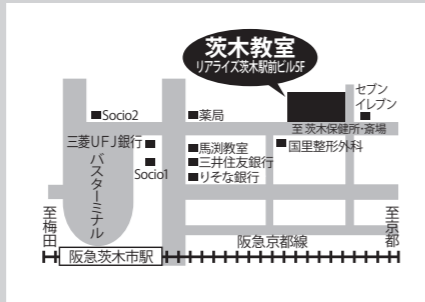 茨木教室
リアライズ茨木駅前ビル5F
セブン
イレブン
Socio2
薬局
至 茨木保健所・斎場
三菱UFJ銀行
馬渕教室
国里整形外科
三井住友銀行
Socio1
りそな銀行
バスターミナル
至梅田
至京都
阪急京都線
阪急茨木市駅